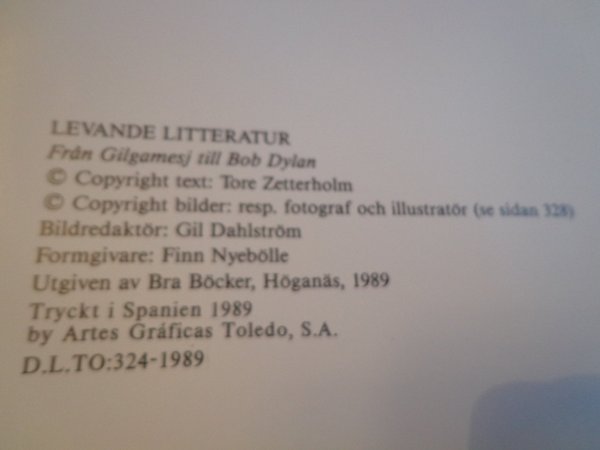 LEVANDE LITTERATUR
Från Gilgamesj till Bob Dylan
© Copyright text: Tore Zetterholm
© Copyright bilder: resp. fotograf och illustratör (se sidan 328)
Bildredaktör: Gil Dahlström
Formgivare: Finn Nyebölle
Utgiven av Bra Böcker, Höganäs, 1989
Tryckt i Spanien 1989
by Artes Gráficas Toledo, S.A.
D.L.TO:324-1989